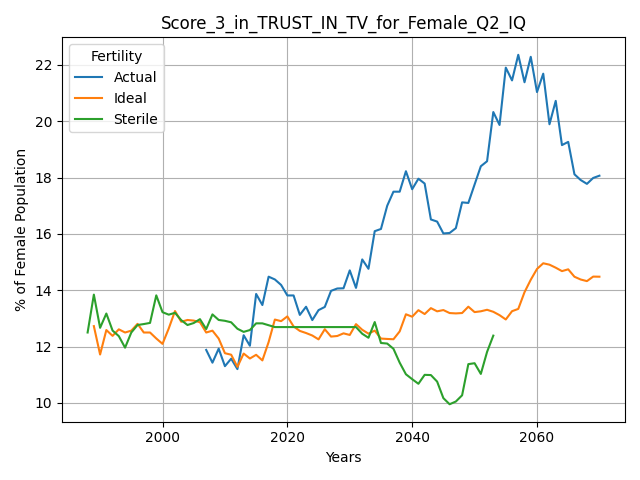 Score_3_in_TRUST_IN_TV_for_Female_Q2_IQ
Fertility
Actual
Ideal
Sterile
% of Female Population
22
20
18
16
14
12
10
2000
2020
2040
2060
Years